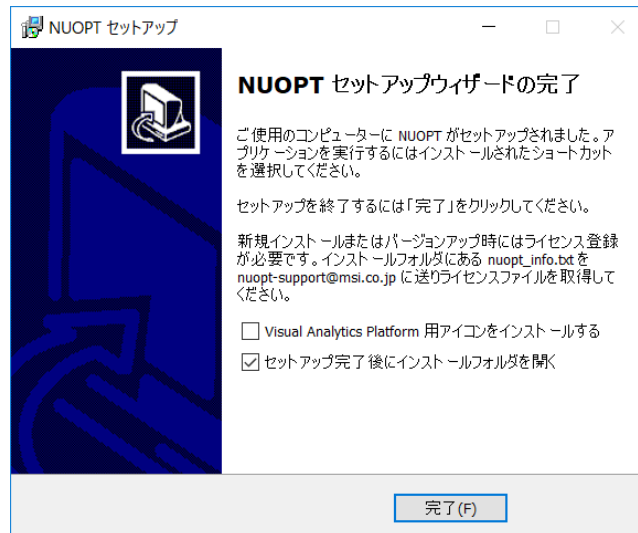 NUOPT セットアップ
NUOPT セットアップウィザードの完了
ご使用のコンピューターに NUOPT がセットアップされました。ア
プリケーションを実行するにはインストールされたショートカット
を選択してください。
セットアップを終了するには「完了」をクリックしてください。
新規インストールまたはバージョンアップ時にはライセンス登録
が必要です。インストールフォルダにある nuopt_info.txt を
nuopt-support@msi.co.jp に送りライセンスファイルを取得して
ください。
Visual Analytics Platform 用アイコンをインストールする
セットアップ完了後にインストールフォルダを開く
完了(F)